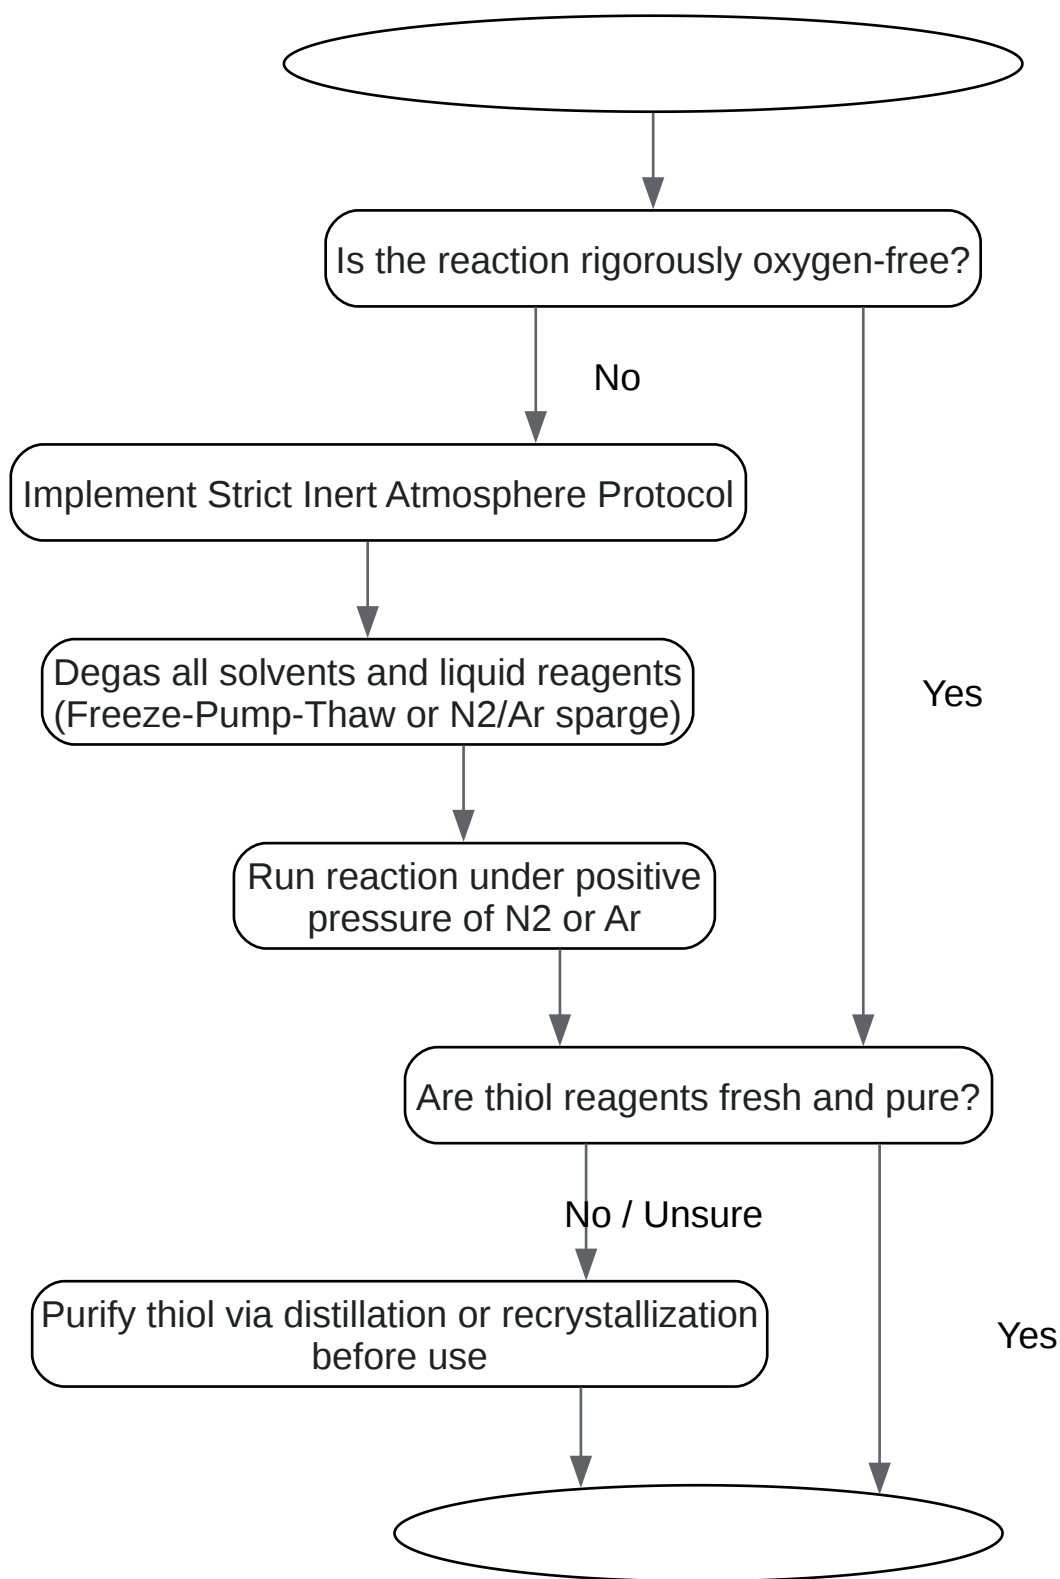 Is the reaction rigorously oxygen-free?
No
Implement Strict Inert Atmosphere Protocol
Degas all solvents and liquid reagents
(Freeze-Pump-Thaw or N2/Ar sparge)
Yes
Run reaction under positive
pressure of N2 or Ar
Are thiol reagents fresh and pure?
No / Unsure
Purify thiol via distillation or recrystallization
before use
Yes